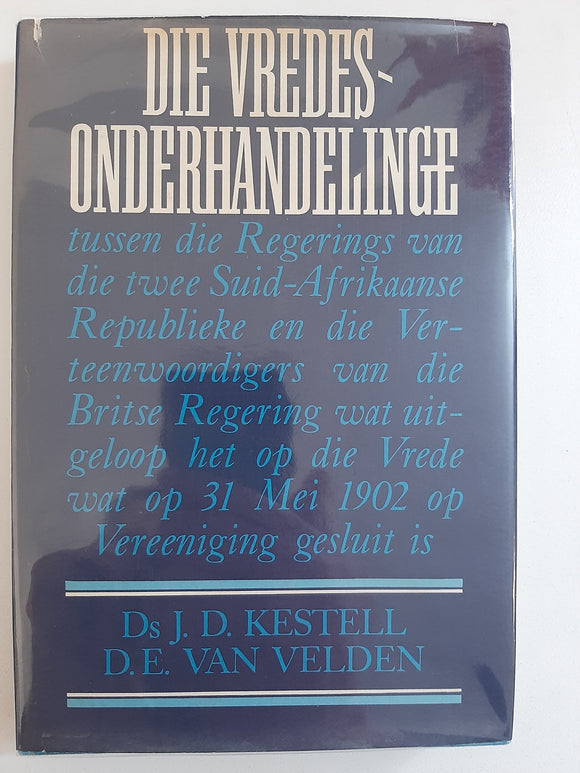 DIE VREDES-
ONDERHANDELINGE
tussen die Regerings van
die twee Suid-Afrikaanse
Republieke en die Ver-
teenwoordigers van die
Britse Regering wat uit-
geloop het op die Vrede
wat op 31 Mei 1902 op
Vereeniging gesluit is
Ds J. D. KESTELL
D. E. VAN VELDEN